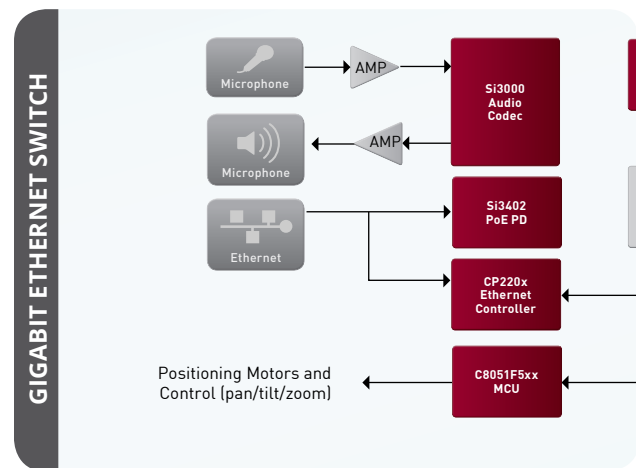 GIGABIT ETHERNET SWITCH
Microphone
AMP
Si3000
Audio
Codec
Microphone
AMP
Ethernet
Si3402
PoE PD
CP220x
Ethernet
Controller
Positioning Motors and
Control (pan/tilt/zoom)
C8051F5xx
MCU